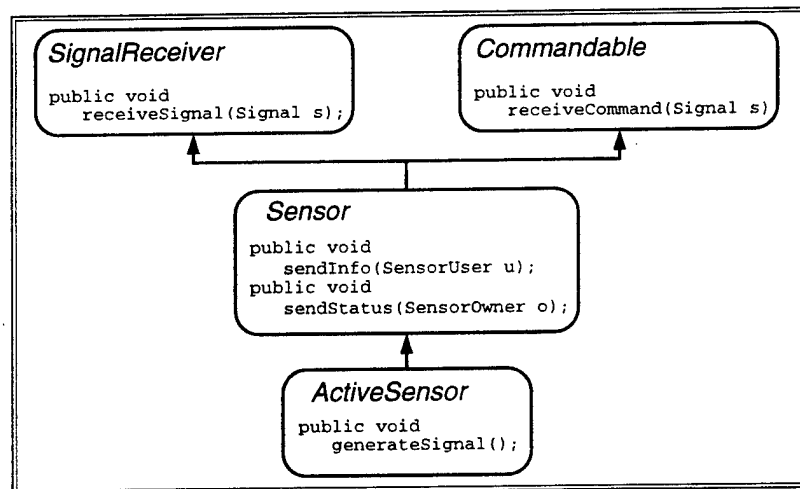 SignalReceiver
public void
receiveSignal(Signal s);
Commandable
public void
receiveCommand(Signal s)
Sensor
public void
sendInfo(SensorUser u);
public void
sendStatus(SensorOwner o);
ActiveSensor
public void
generateSignal();